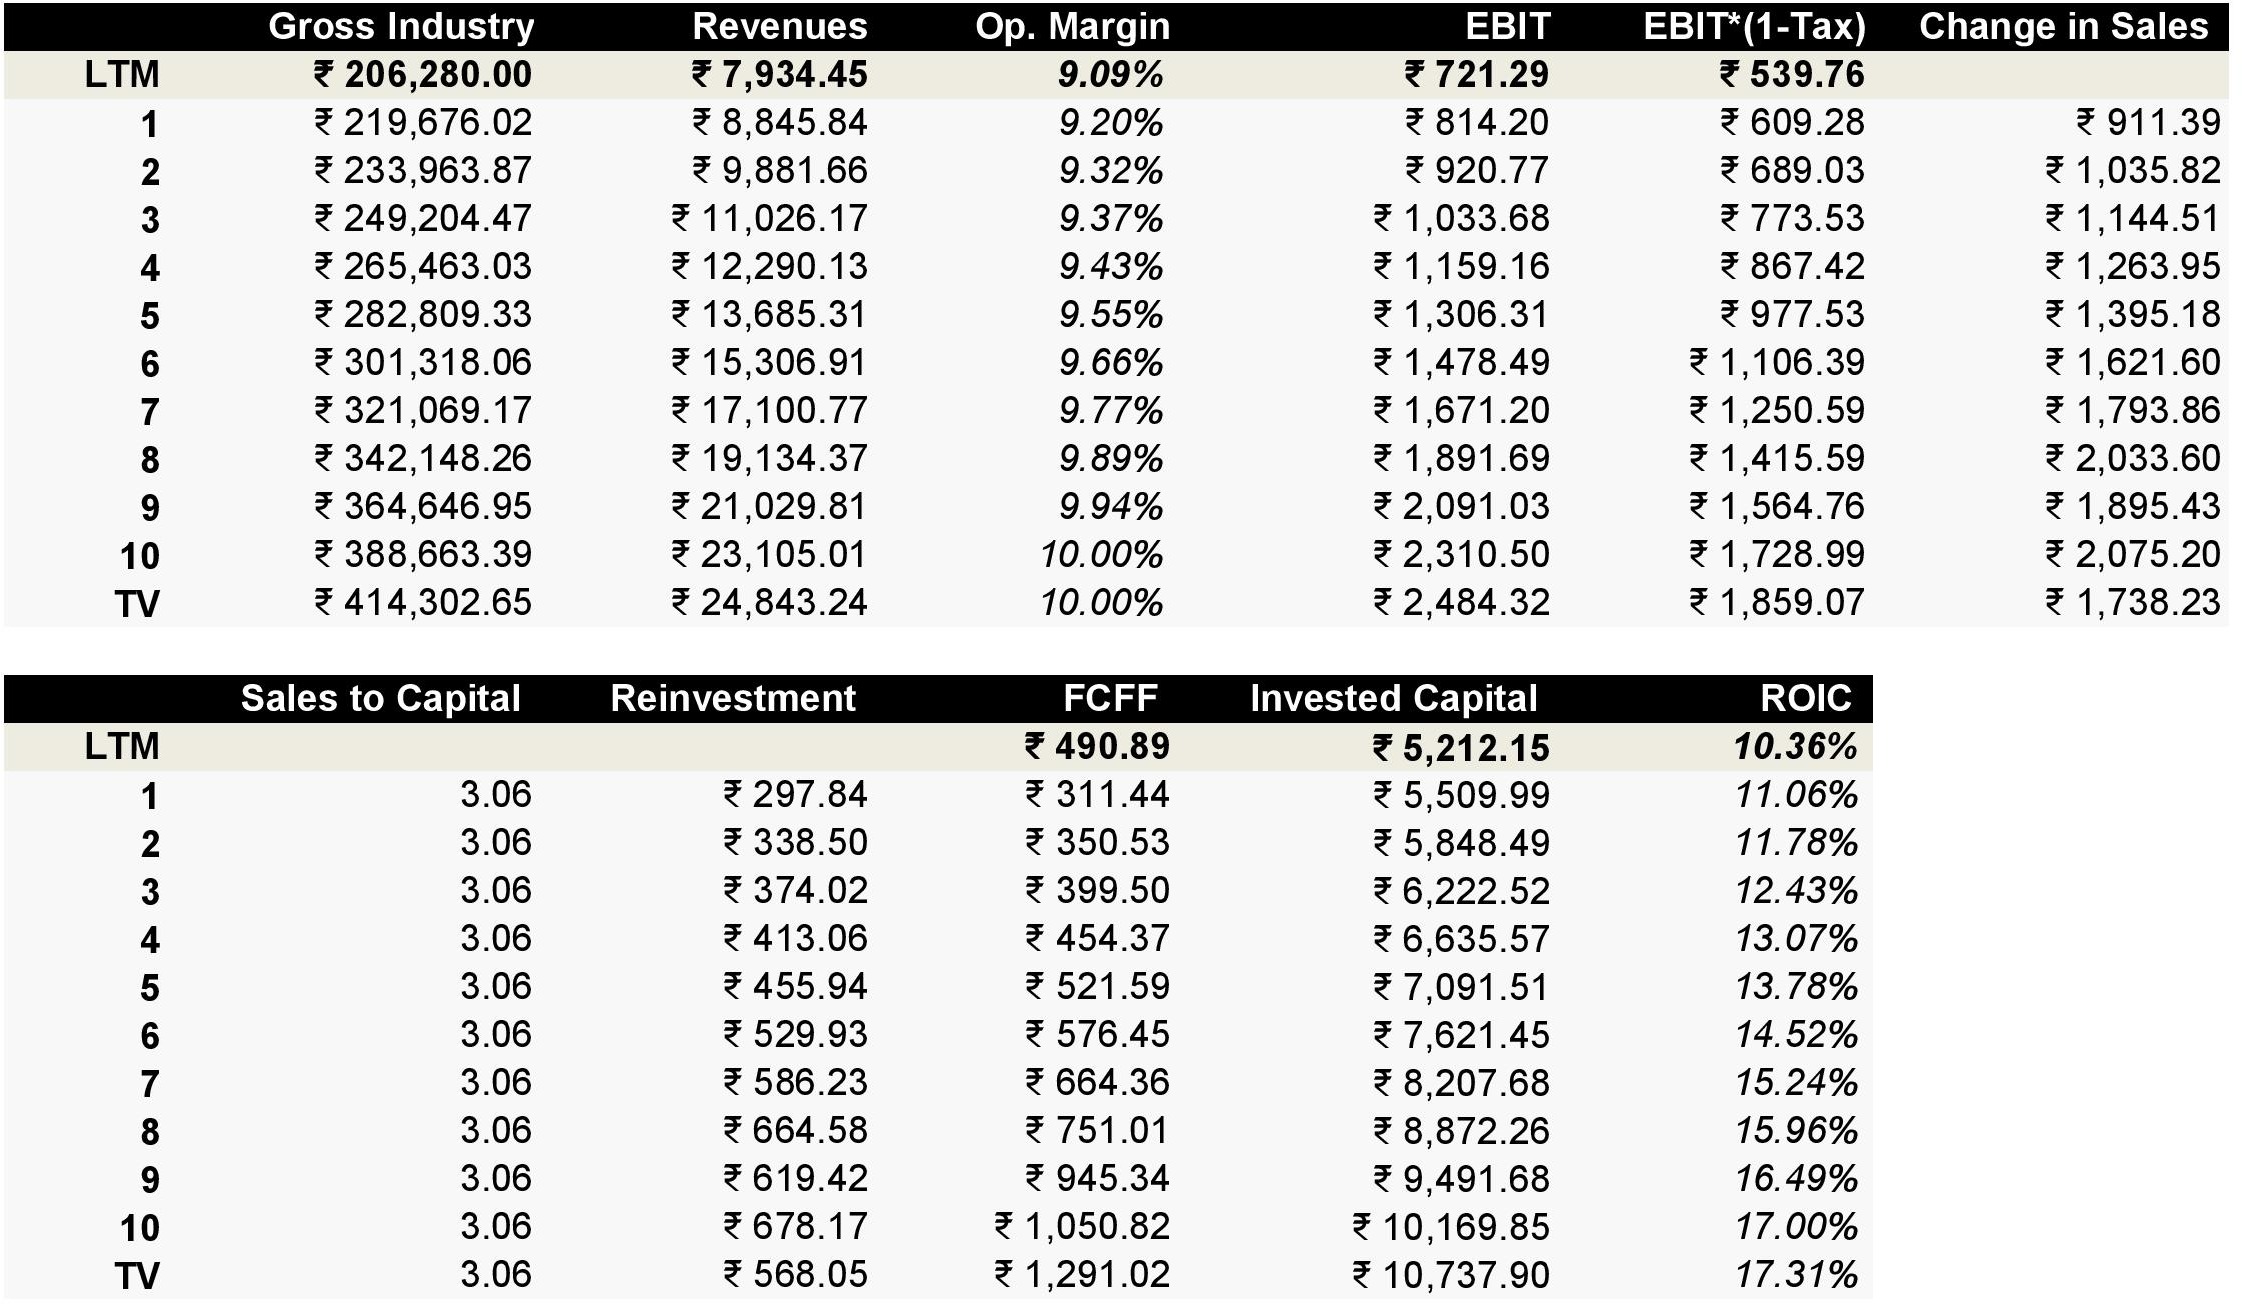 Gross Industry Revenues Op. Margin EBIT EBIT*(1-Tax) Change in Sales
LTM ₹ 206,280.00 ₹ 7,934.45 9.09% ₹ 721.29 ₹ 539.76
1 ₹ 219,676.02 ₹ 8,845.84 9.20% ₹ 814.20 ₹ 609.28 ₹ 911.39
2 ₹ 233,963.87 ₹ 9,881.66 9.32% ₹ 920.77 ₹ 689.03 ₹ 1,035.82
3 ₹ 249,204.47 ₹ 11,026.17 9.37% ₹ 1,033.68 ₹ 773.53 ₹ 1,144.51
4 ₹ 265,463.03 ₹ 12,290.13 9.43% ₹ 1,159.16 ₹ 867.42 ₹ 1,263.95
5 ₹ 282,809.33 ₹ 13,685.31 9.55% ₹ 1,306.31 ₹ 977.53 ₹ 1,395.18
6 ₹ 301,318.06 ₹ 15,306.91 9.66% ₹ 1,478.49 ₹ 1,106.39 ₹ 1,621.60
7 ₹ 321,069.17 ₹ 17,100.77 9.77% ₹ 1,671.20 ₹ 1,250.59 ₹ 1,793.86
8 ₹ 342,148.26 ₹ 19,134.37 9.89% ₹ 1,891.69 ₹ 1,415.59 ₹ 2,033.60
9 ₹ 364,646.95 ₹ 21,029.81 9.94% ₹ 2,091.03 ₹ 1,564.76 ₹ 1,895.43
10 ₹ 388,663.39 ₹ 23,105.01 10.00% ₹ 2,310.50 ₹ 1,728.99 ₹ 2,075.20
TV ₹ 414,302.65 ₹ 24,843.24 10.00% ₹ 2,484.32 ₹ 1,859.07 ₹ 1,738.23
Sales to Capital Reinvestment FCFF Invested Capital ROIC
LTM ₹ 490.89 ₹ 5,212.15 10.36%
1 3.06 ₹ 297.84 ₹ 311.44 ₹ 5,509.99 11.06%
2 3.06 ₹ 338.50 ₹ 350.53 ₹ 5,848.49 11.78%
3 3.06 ₹ 374.02 ₹ 399.50 ₹ 6,222.52 12.43%
4 3.06 ₹ 413.06 ₹ 454.37 ₹ 6,635.57 13.07%
5 3.06 ₹ 455.94 ₹ 521.59 ₹ 7,091.51 13.78%
6 3.06 ₹ 529.93 ₹ 576.45 ₹ 7,621.45 14.52%
7 3.06 ₹ 586.23 ₹ 664.36 ₹ 8,207.68 15.24%
8 3.06 ₹ 664.58 ₹ 751.01 ₹ 8,872.26 15.96%
9 3.06 ₹ 619.42 ₹ 945.34 ₹ 9,491.68 16.49%
10 3.06 ₹ 678.17 ₹ 1,050.82 ₹ 10,169.85 17.00%
TV 3.06 ₹ 568.05 ₹ 1,291.02 ₹ 10,737.90 17.31%